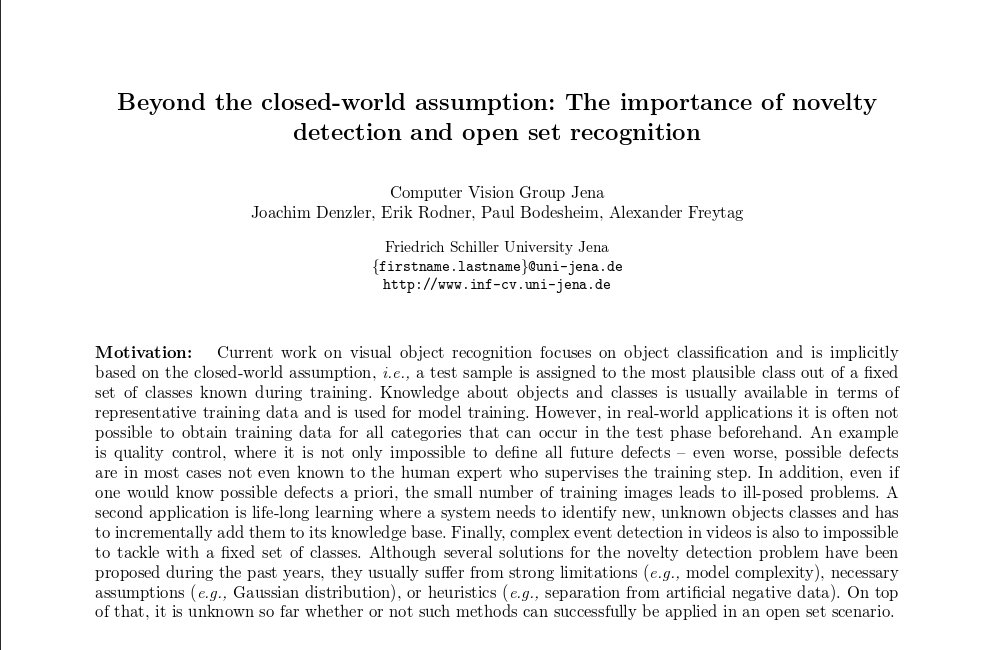 Beyond the closed-world assumption: The importance of novelty
detection and open set recognition
Computer Vision Group Jena
Joachim Denzler, Erik Rodner, Paul Bodesheim, Alexander Freytag
Friedrich Schiller University Jena
{firstname.lastname}@uni-jena.de
http://www.inf-cv.uni-jena.de
Motivation: Current work on visual object recognition focuses on object classification and is implicitly
based on the closed-world assumption, i.e., a test sample is assigned to the most plausible class out of a fixed
set of classes known during training. Knowledge about objects and classes is usually available in terms of
representative training data and is used for model training. However, in real-world applications it is often not
possible to obtain training data for all categories that can occur in the test phase beforehand. An example
is quality control, where it is not only impossible to define all future defects – even worse, possible defects
are in most cases not even known to the human expert who supervises the training step. In addition, even if
one would know possible defects a priori, the small number of training images leads to ill-posed problems. A
second application is life-long learning where a system needs to identify new, unknown objects classes and has
to incrementally add them to its knowledge base. Finally, complex event detection in videos is also to impossible
to tackle with a fixed set of classes. Although several solutions for the novelty detection problem have been
proposed during the past years, they usually suffer from strong limitations (e.g., model complexity), necessary
assumptions (e.g., Gaussian distribution), or heuristics (e.g., separation from artificial negative data). On top
of that, it is unknown so far whether or not such methods can successfully be applied in an open set scenario.